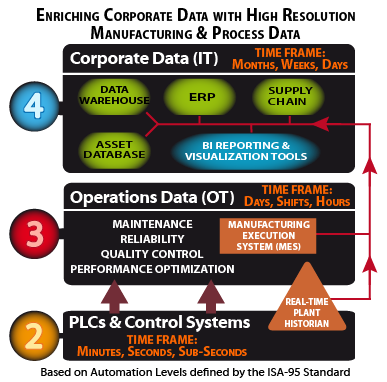 Enriching Corporate Data with High Resolution
Manufacturing & Process Data
4
Corporate Data (IT)
TIME FRAME:
Months, Weeks, Days
DATA
WAREHOUSE
ERP
SUPPLY
CHAIN
ASSET
DATABASE
BI REPORTING &
VISUALIZATION TOOLS
3
Operations Data (OT)
TIME FRAME:
Days, Shifts, Hours
MAINTENANCE
RELIABILITY
QUALITY CONTROL
PERFORMANCE OPTIMIZATION
MANUFACTURING
EXECUTION
SYSTEM (MES)
REAL-TIME
PLANT
HISTORIAN
2
PLCs & Control Systems
TIME FRAME:
Minutes, Seconds, Sub-Seconds
Based on Automation Levels defined by the ISA-95 Standard